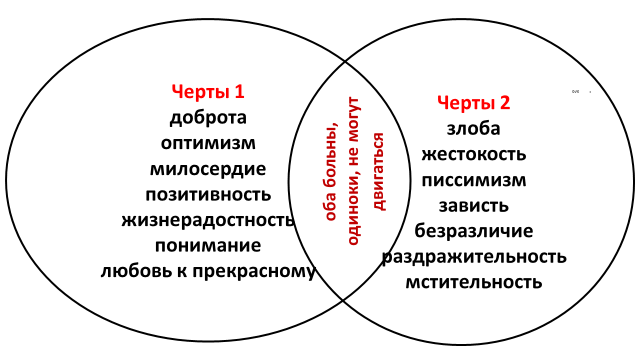 Черты 1
доброта
оптимизм
милосердие
позитивность
жизнерадостность
понимание
любовь к прекрасному
оба больны,
одиноки, не могут
двигаться
Черты 2
злоба
жестокость
писсимизм
зависть
безразличие
раздражительность
мстительность